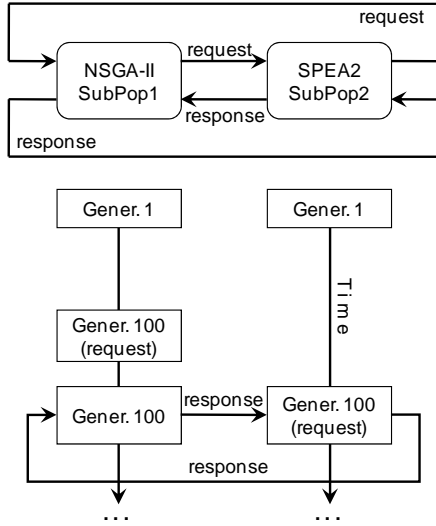 request
NSGA-II
SubPop1
request
SPEA2
SubPop2
response
response
Gener. 1
Gener. 1
Time
Gener. 100
(request)
Gener. 100
response
Gener. 100
(request)
response
...
...